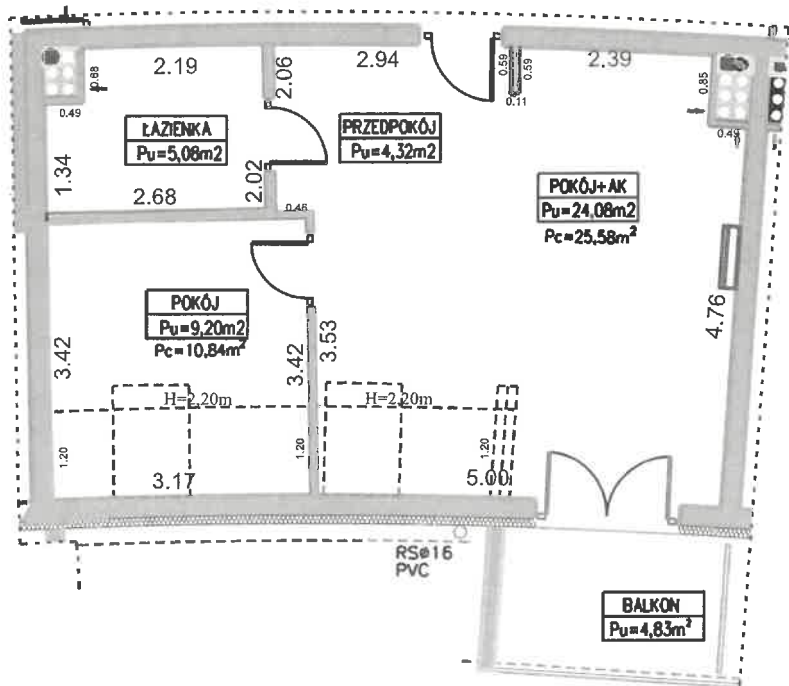 2.19
2.06
2.94
2.39
0.68
0.49
0.59
0.59
0.11
0.85
0.49
ŁAZIENKA
Pu=5,08m2
PRZEDPOKÓJ
Pu=4,32m2
1.34
2.68
2.02
0.46
POKÓJ+AK
Pu=24,08m2
Pc=25,58m²
POKÓJ
Pu=9,20m2
Pc=10,84m²
3.42
3.42
3.53
4.76
H=2,20m
H=2,20m
1.20
1.20
1.20
3.17
5.00
RSø16
PVC
BALKON
Pu=4,83m²